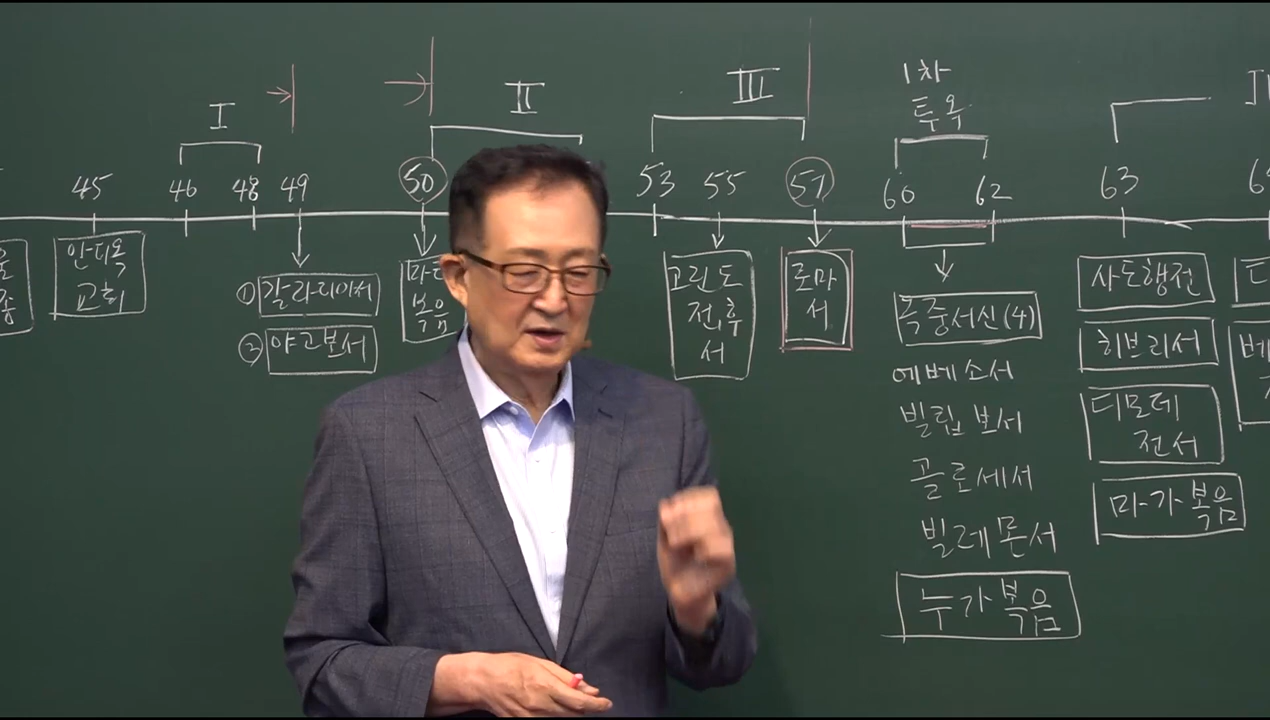 I
II
III
1차
투옥
45
46
48
49
50
53
55
57
60
62
63
안디옥
교회
① 갈라디아서
② 야고보서
복음
고린도
전,후
서
로마
서
옥중서신(4)
에베소서
빌립보서
골로새서
빌레몬서
누가복음
사도행전
히브리서
디모데
전서
마가복음